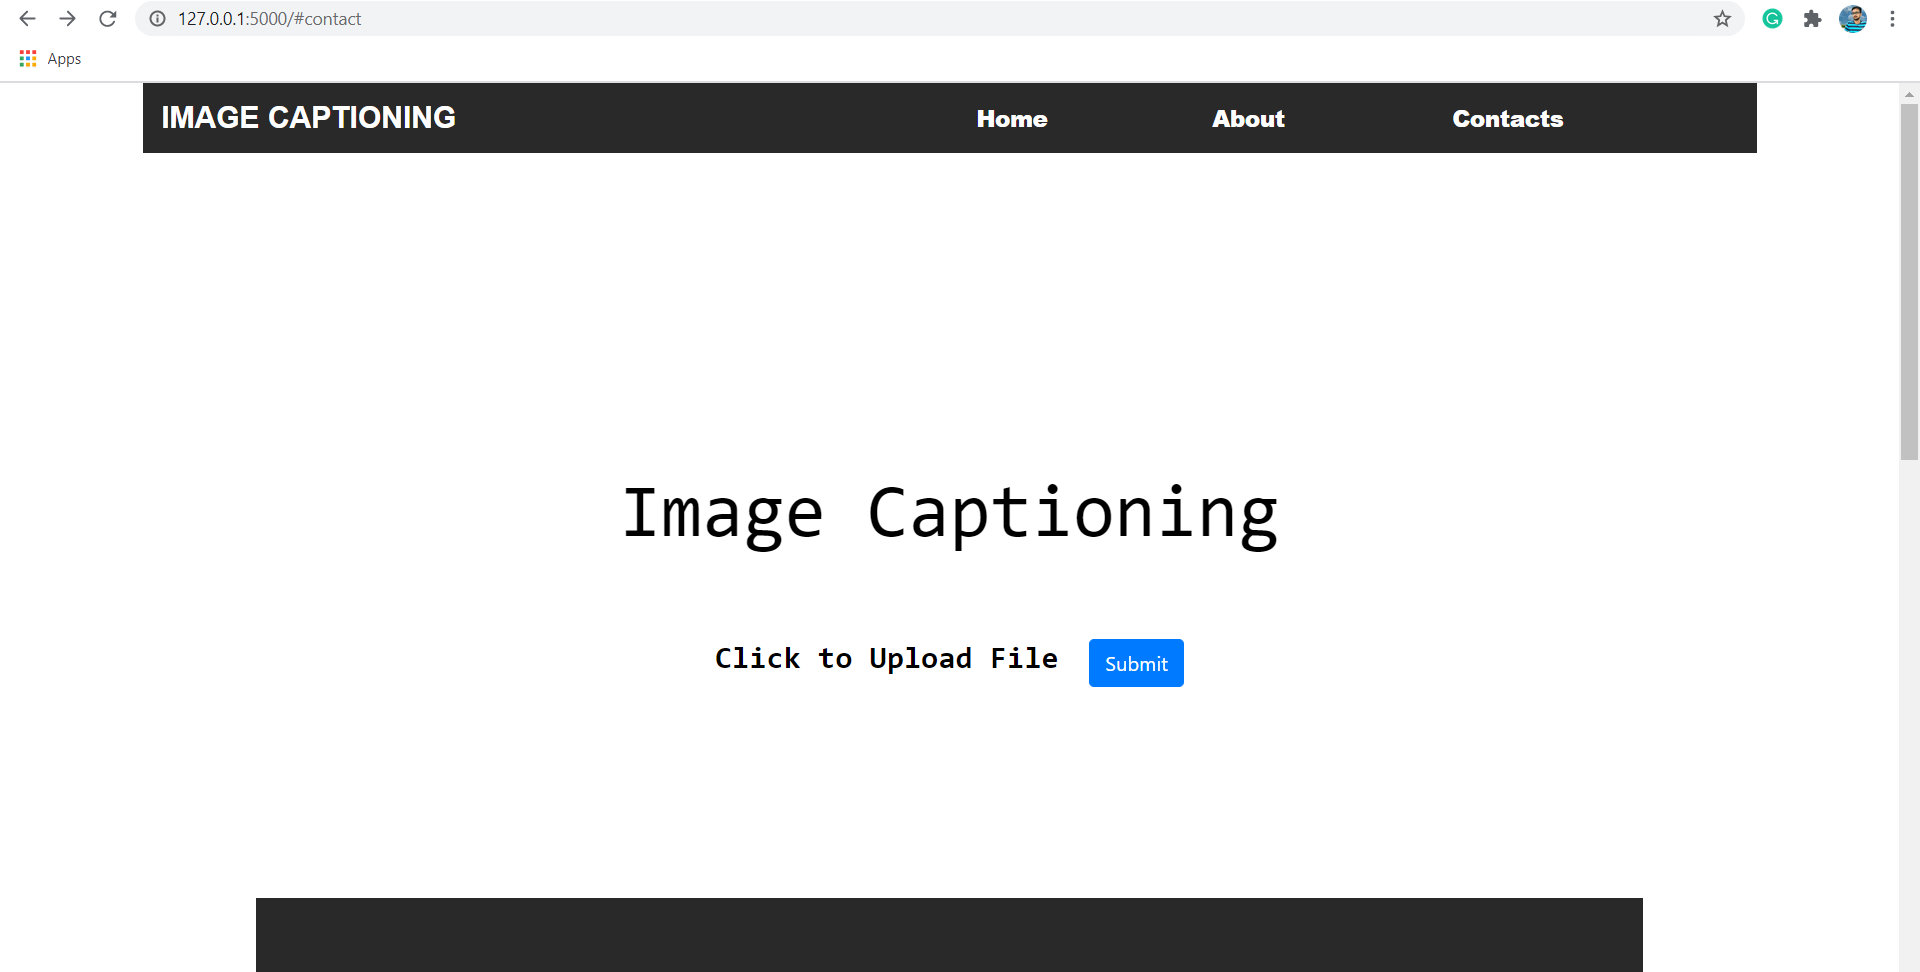 127.0.0.1:5000/#contact
Apps
IMAGE CAPTIONING Home About Contacts
Image Captioning
Click to Upload File Submit